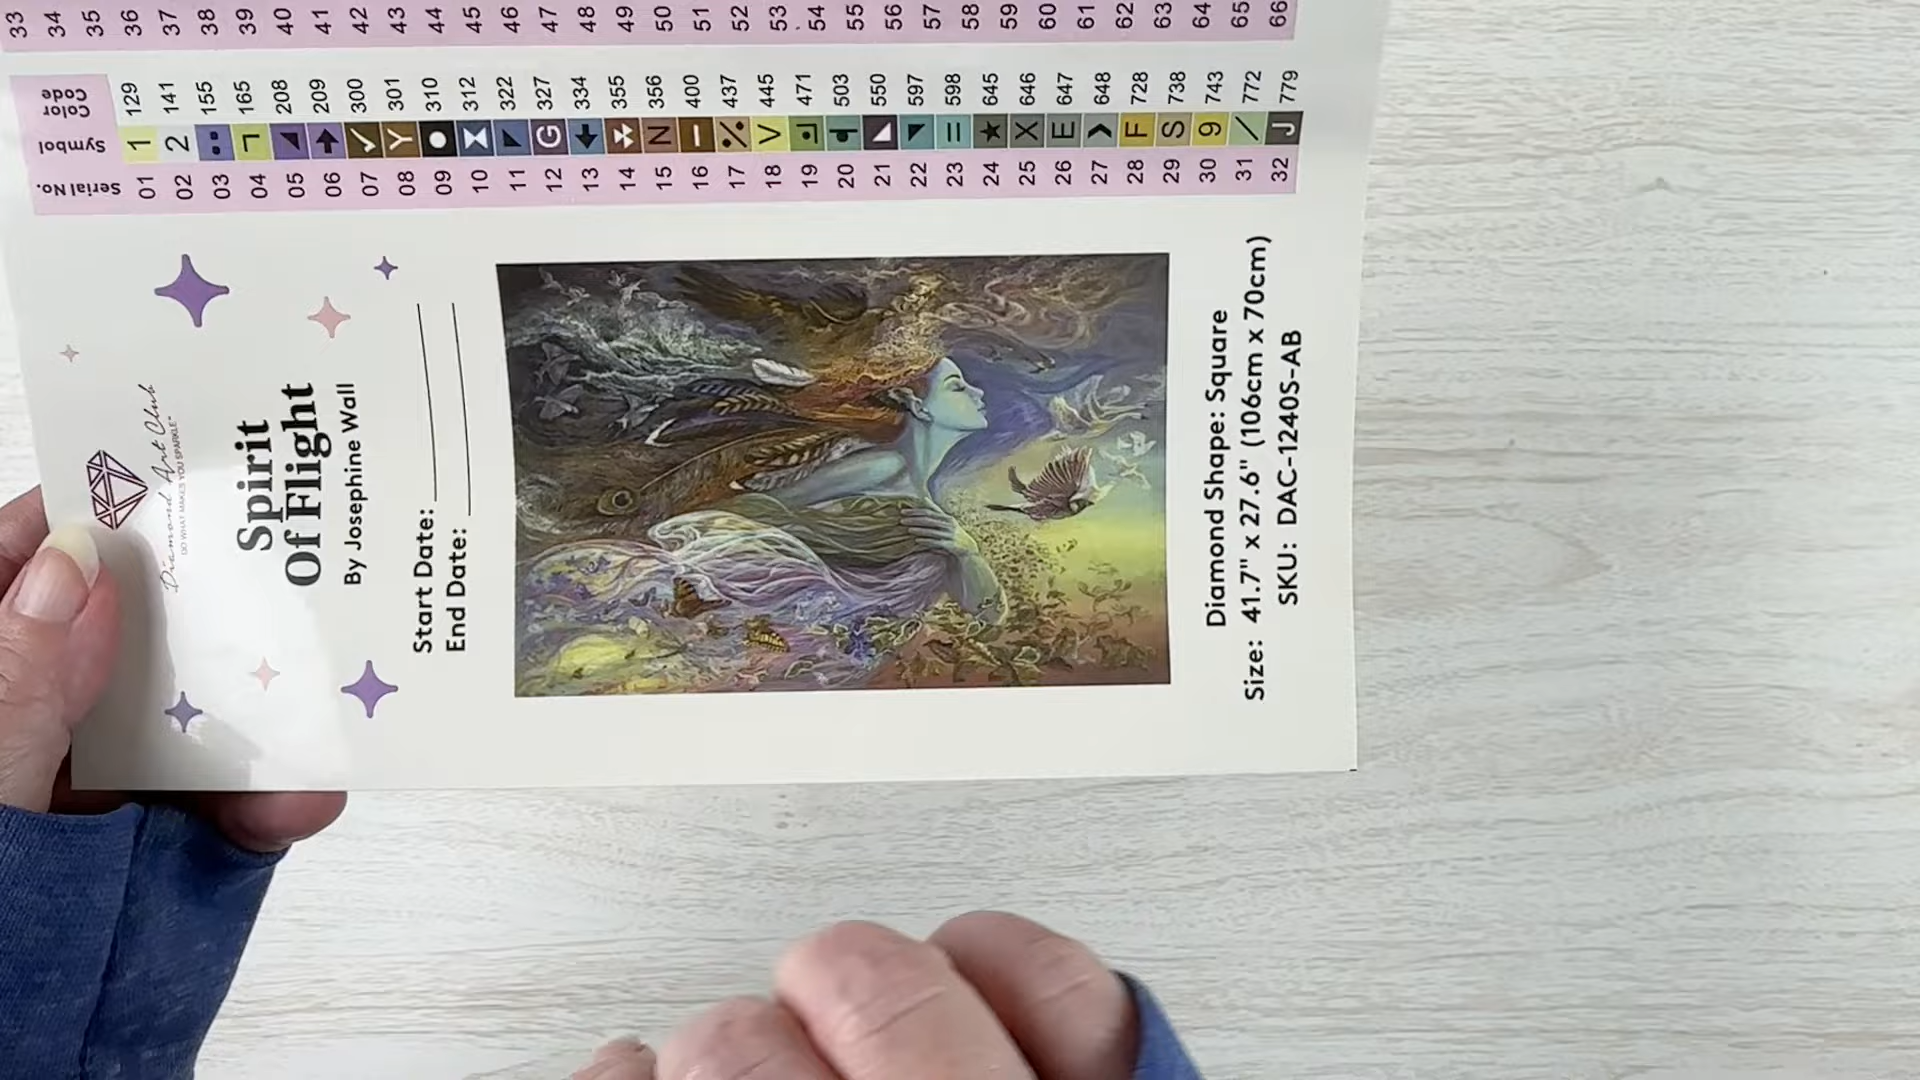 Diamond Art Club
DO WHAT MAKES YOU SPARKLE™
Spirit
Of Flight
By Josephine Wall
Start Date:
End Date:
Diamond Shape: Square
Size: 41.7" x 27.6" (106cm x 70cm)
SKU: DAC-1240S-AB
Serial No. Symbol Color Code
01 1 129
02 2 141
03 155
04 165
05 208
06 209
07 ✓ 300
08 Y 301
09 ● 310
10 312
11 322
12 G 327
13 334
14 355
15 N 356
16 — 400
17 437
18 V 445
19 471
20 503
21 550
22 597
23 = 598
24 ★ 645
25 X 646
26 E 647
27 648
28 F 728
29 S 738
30 9 743
31 / 772
32 J 779
33
34
35
36
37
38
39
40
41
42
43
44
45
46
47
48
49
50
51
52
53
54
55
56
57
58
59
60
61
62
63
64
65
66